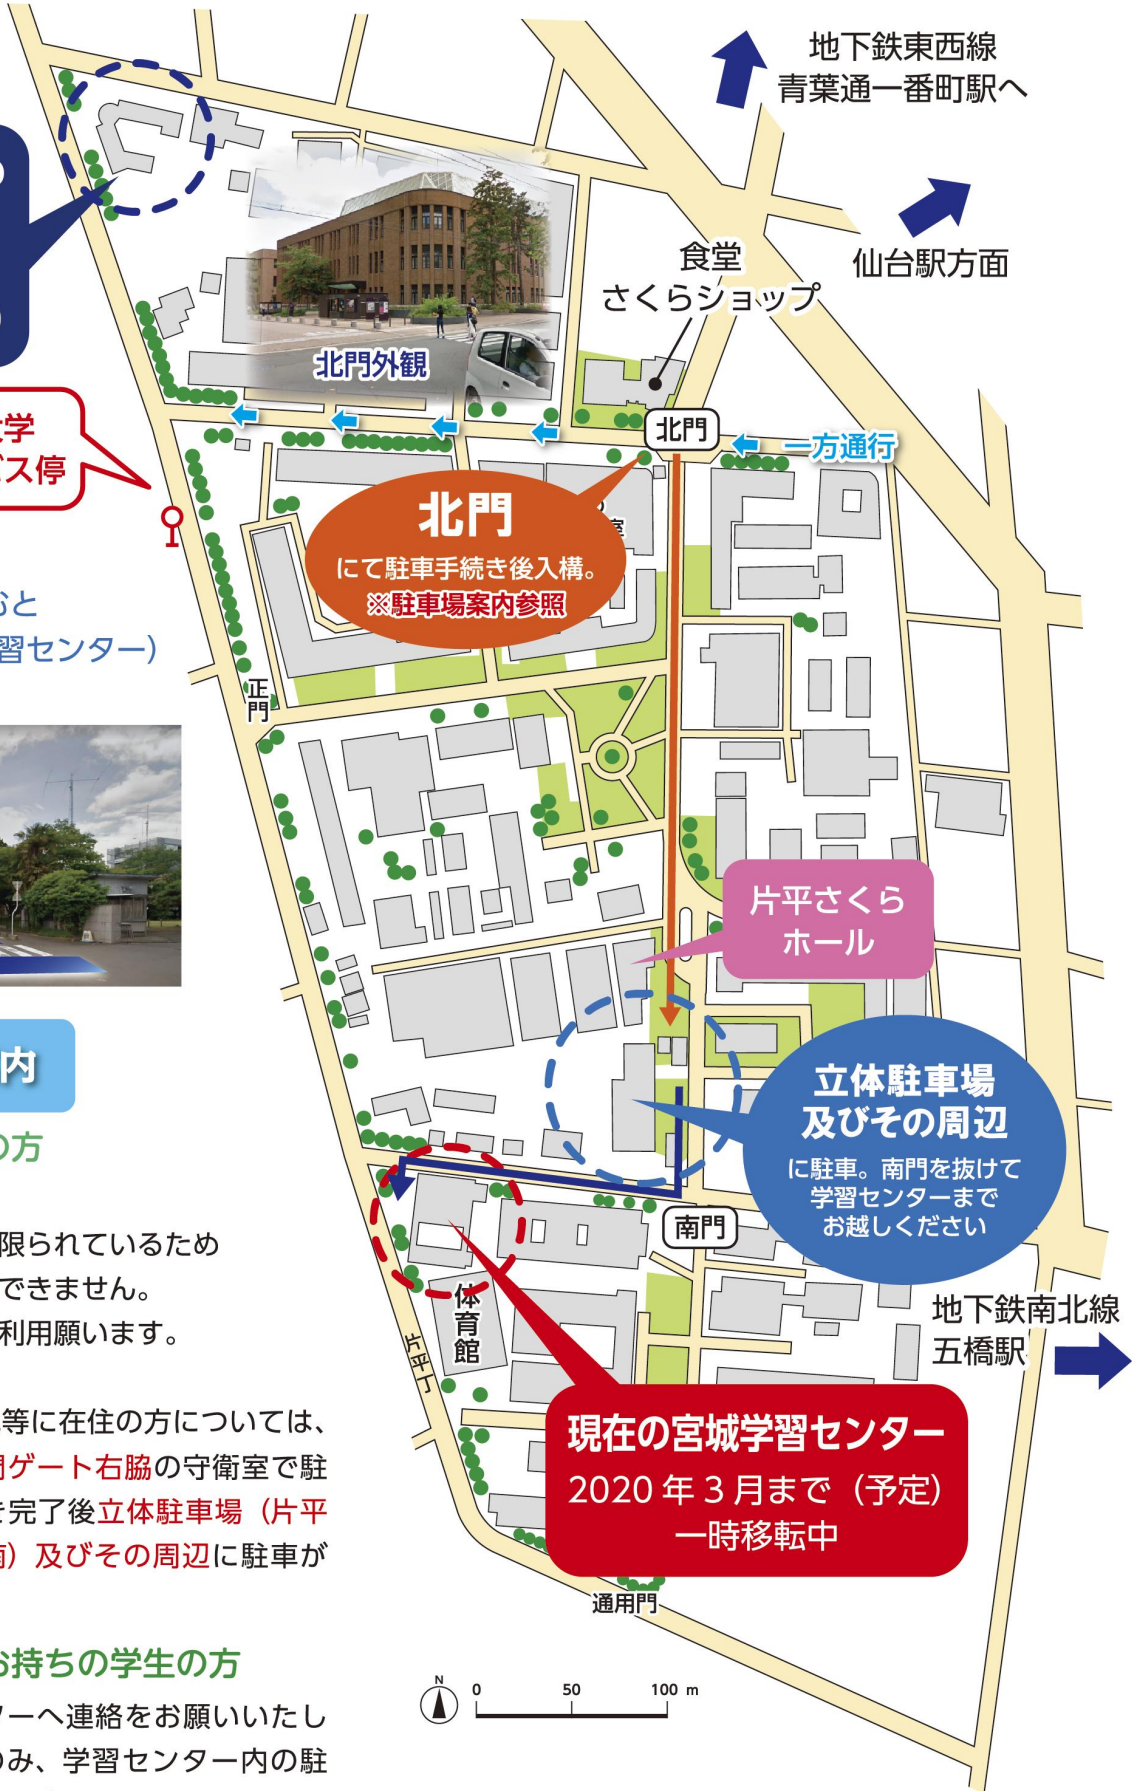 地下鉄東西線
青葉通一番町駅へ
仙台駅方面
食堂
さくらショップ
北門外観
北門
一方通行
学
バス停
北門
にて駐車手続き後入構。
※駐車場案内参照
習センター)
正門
片平さくら
ホール
内
の方
立体駐車場
及びその周辺
に駐車。南門を抜けて
学習センターまで
お越しください
南門
限られているため
できません。
利用願います。
体育館
片平丁
地下鉄南北線
五橋駅
現在の宮城学習センター
2020年3月まで(予定)
一時移転中
等に在住の方については、
ゲート右脇の守衛室で駐
を完了後立体駐車場(片平
南)及びその周辺に駐車が
通用門
お持ちの学生の方
ターへ連絡をお願いいたし
のみ、学習センター内の駐
N
0 50 100 m